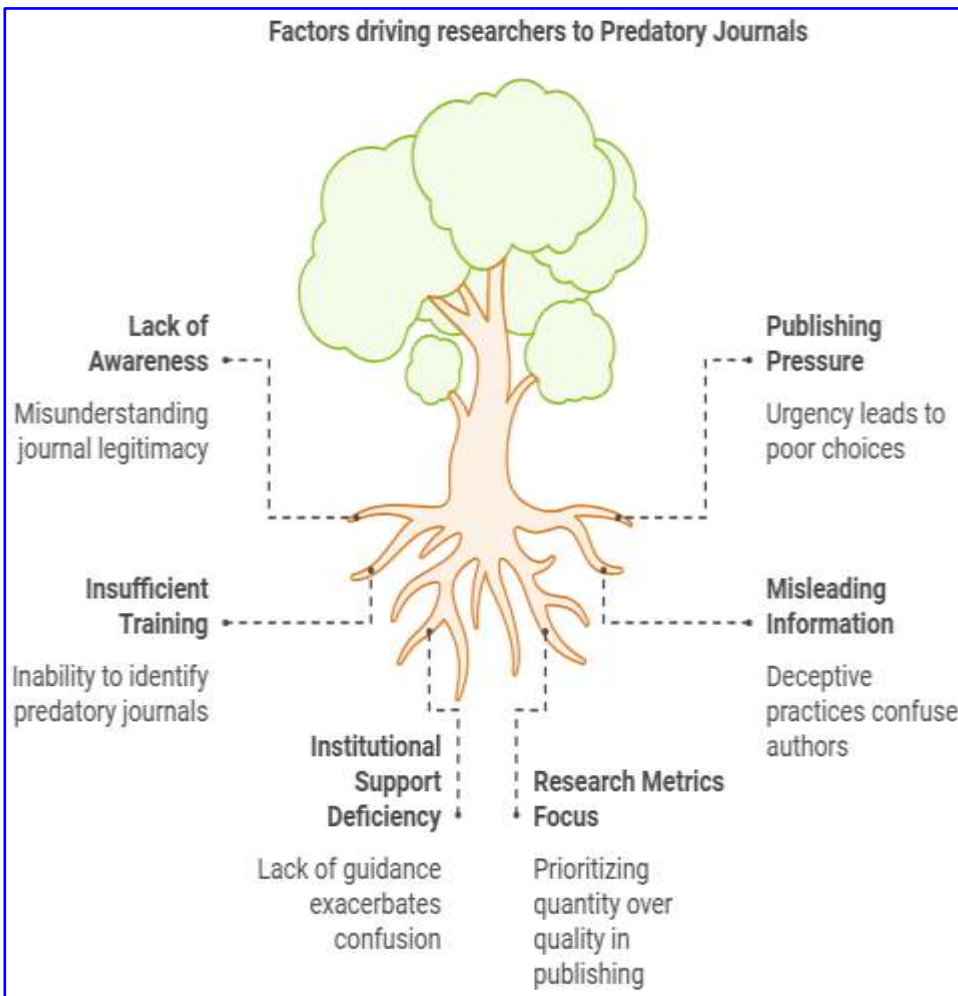 Factors driving researchers to Predatory Journals
Lack of
Awareness
Misunderstanding
journal legitimacy
Publishing
Pressure
Urgency leads to
poor choices
Insufficient
Training
Inability to identify
predatory journals
Misleading
Information
Deceptive
practices confuse
authors
Institutional
Support
Deficiency
Lack of guidance
exacerbates
confusion
Research Metrics
Focus
Prioritizing
quantity over
quality in
publishing